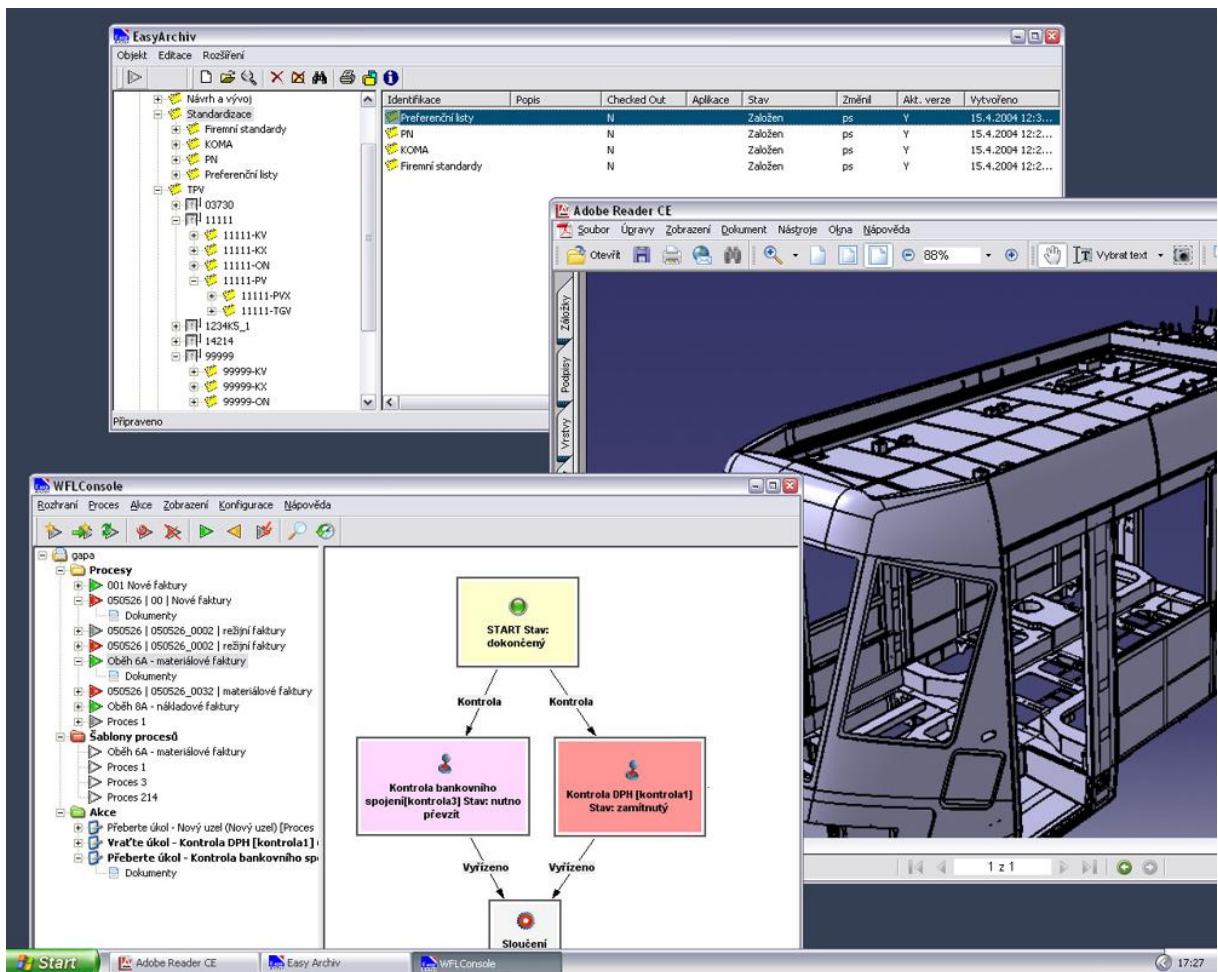 EasyArchiv
Objekt Editace Rozšíření
Návrh a vývoj
Standardizace
Firemní standardy
KOMA
PN
Preferenční listy
TPV
03730
11111
11111-KV
11111-KX
11111-ON
11111-PV
11111-PVX
11111-TGV
1234KS_1
14214
99999
99999-KV
99999-KX
99999-ON
Identifikace Popis Checked Out Aplikace Stav Změnil Akt. verze Vytvořeno
Preferenční listy N Založen ps Y 15.4.2004 12:3...
PN N Založen ps Y 15.4.2004 12:2...
KOMA N Založen ps Y 15.4.2004 12:2...
Firemní standardy N Založen ps Y 15.4.2004 12:2...
Připraveno
Adobe Reader CE
Soubor Úpravy Zobrazení Dokument Nástroje Okna Nápověda
Otevřít 88% Vybrat text
Záložky
Podpisy
Vrstvy
1 z 1
WFLConsole
Rozhraní Proces Akce Zobrazení Konfigurace Nápověda
gapa
Procesy
001 Nové faktury
050526 | 00 | Nové faktury
Dokumenty
050526 | 050526_0002 | režijní faktury
050526 | 050526_0002 | režijní faktury
Oběh 6A - materiálové faktury
Dokumenty
050526 | 050526_0032 | materiálové faktury
Oběh 8A - nákladové faktury
Proces 1
Šablony procesů
Oběh 6A - materiálové faktury
Proces 1
Proces 3
Proces 214
Akce
Přeberte úkol - Nový uzel (Nový uzel) [Proces
Vraťte úkol - Kontrola DPH [kontrola1]
Přeberte úkol - Kontrola bankovního sp
Dokumenty
START Stav:
dokončený
Kontrola Kontrola
Kontrola bankovního
spojení[kontrola3] Stav: nutno
převzít
Kontrola DPH [kontrola1]
Stav: zamítnutý
Vyřízeno Vyřízeno
Sloučení
Start Adobe Reader CE Easy Archiv WFLConsole 17:27